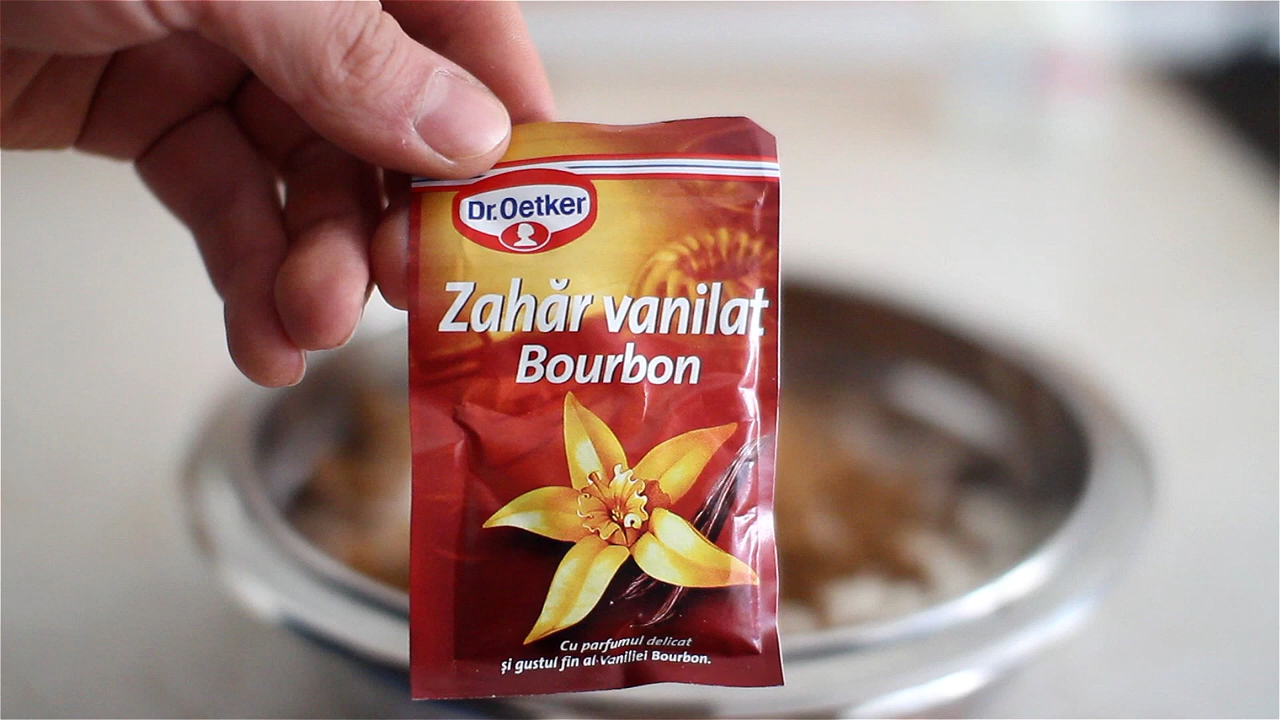 Dr. Oetker
Zahăr vanilat
Bourbon
Cu parfumul delicat
și gustul fin al Vaniliei Bourbon.